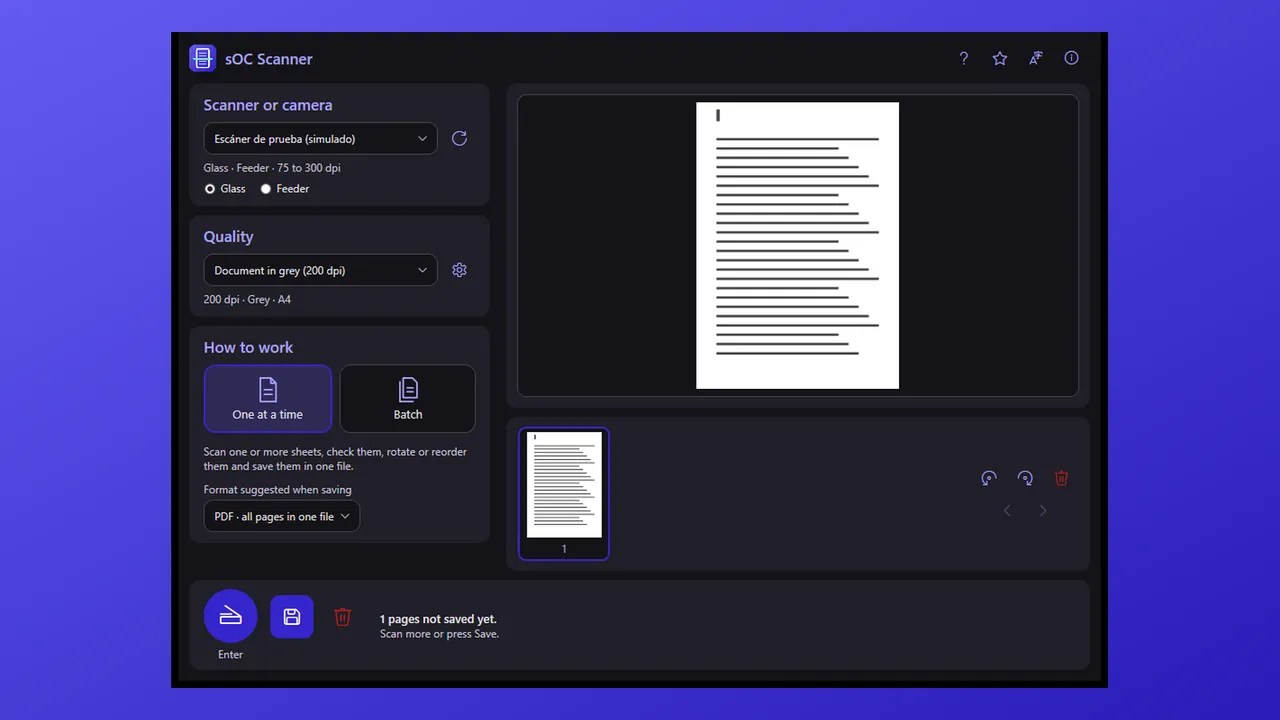 sOC Scanner
?
Scanner or camera
Escáner de prueba (simulado)
Glass · Feeder · 75 to 300 dpi
Glass
Feeder
Quality
Document in grey (200 dpi)
200 dpi · Grey · A4
How to work
One at a time
Batch
Scan one or more sheets, check them, rotate or reorder
them and save them in one file.
Format suggested when saving
PDF · all pages in one file
1
Enter
1 pages not saved yet.
Scan more or press Save.